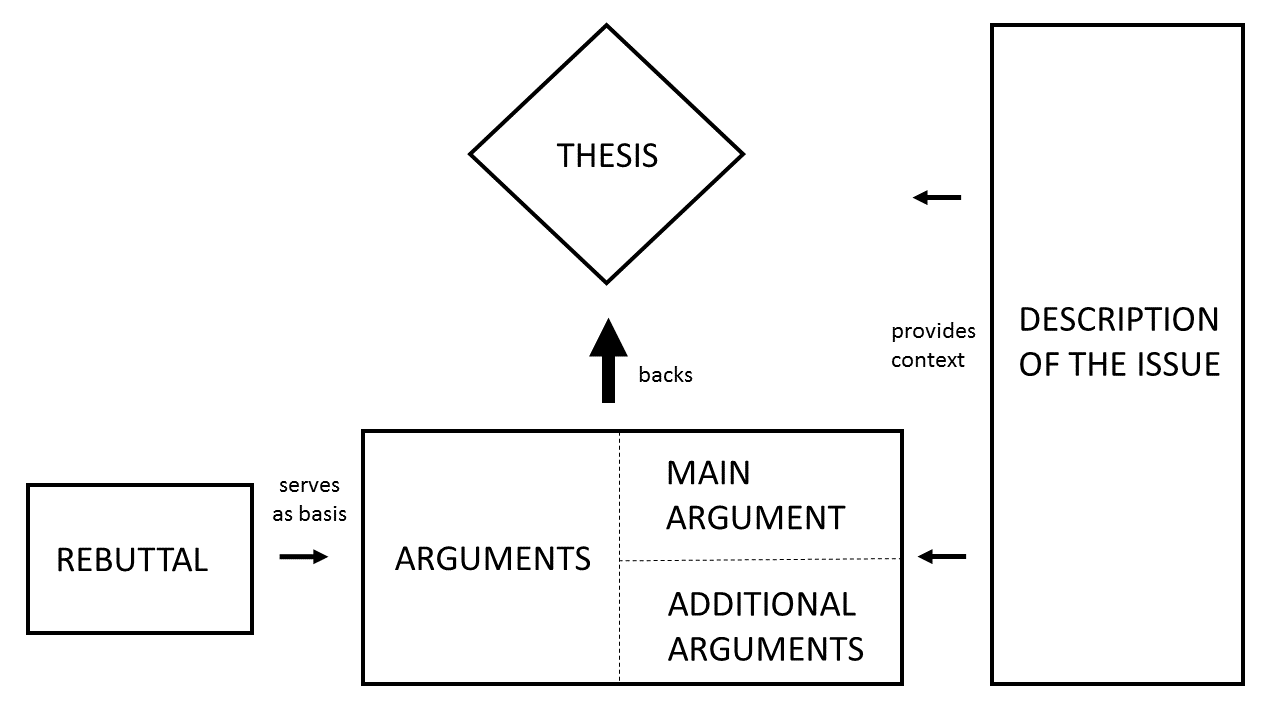 THESIS
provides
context
DESCRIPTION
OF THE ISSUE
backs
serves
as basis
REBUTTAL
ARGUMENTS
MAIN
ARGUMENT
ADDITIONAL
ARGUMENTS